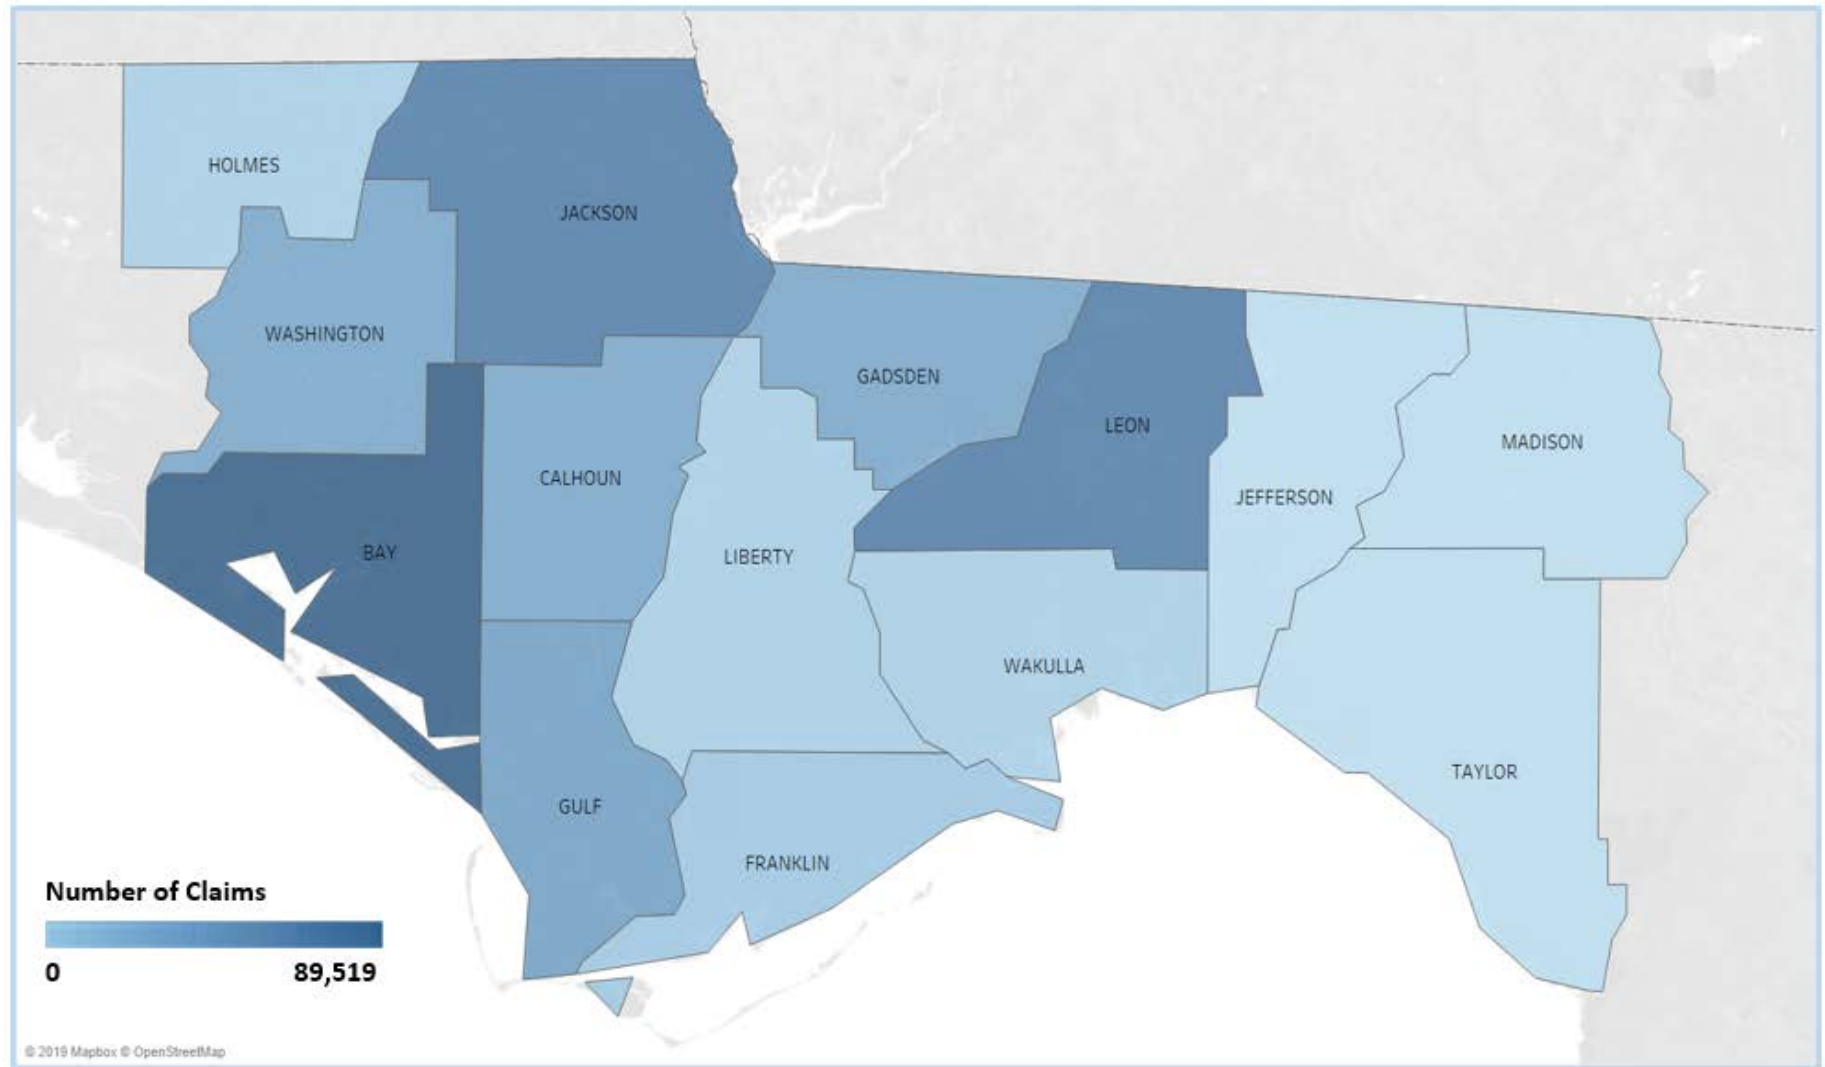 HOLMES
JACKSON
WASHINGTON
GADSDEN
LEON
MADISON
CALHOUN
JEFFERSON
BAY
LIBERTY
WAKULLA
TAYLOR
GULF
FRANKLIN
Number of Claims
0 89,519
© 2019 Mapbox © OpenStreetMap